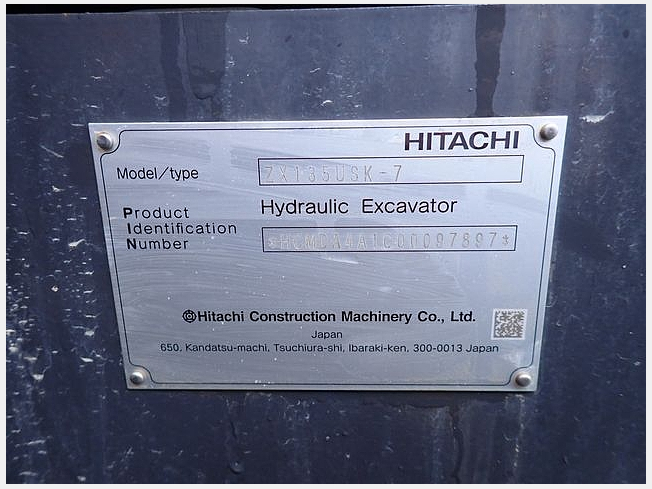 HITACHI
Model/type ZX135USK-7
Hydraulic Excavator
Product
Identification
Number *HCMDX4A1C00097897*
Hitachi Construction Machinery Co., Ltd.
Japan
650, Kandatsu-machi, Tsuchiura-shi, Ibaraki-ken, 300-0013 Japan